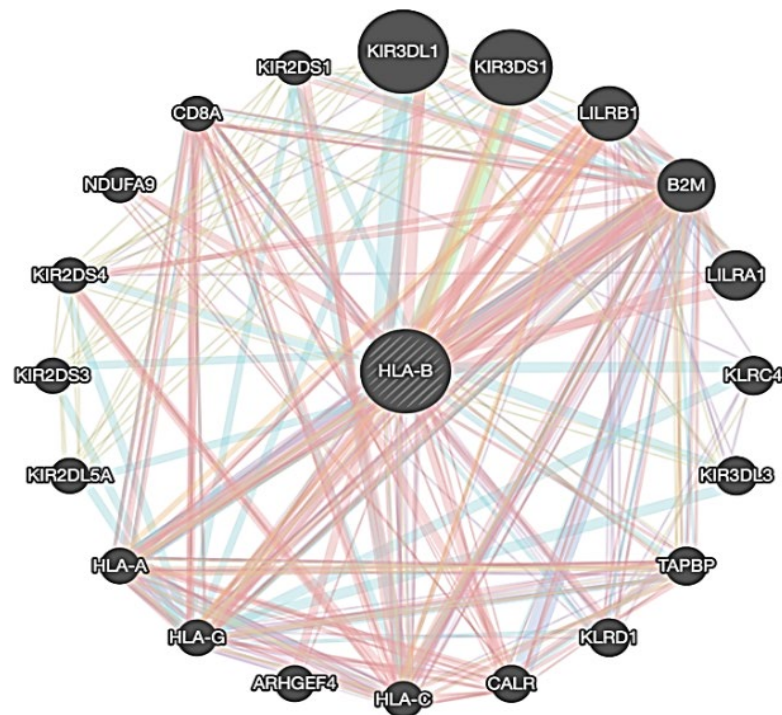 KIR3DL1
KIR3DS1
KIR2DS1
LILRB1
CD8A
NDUFA9
B2M
KIR2DS4
LILRA1
HLA-B
KIR2DS3
KLRC4
KIR2DL5A
KIR3DL3
HLA-A
TAPBP
HLA-G
KLRD1
ARHGEF4
HLA-C
CALR